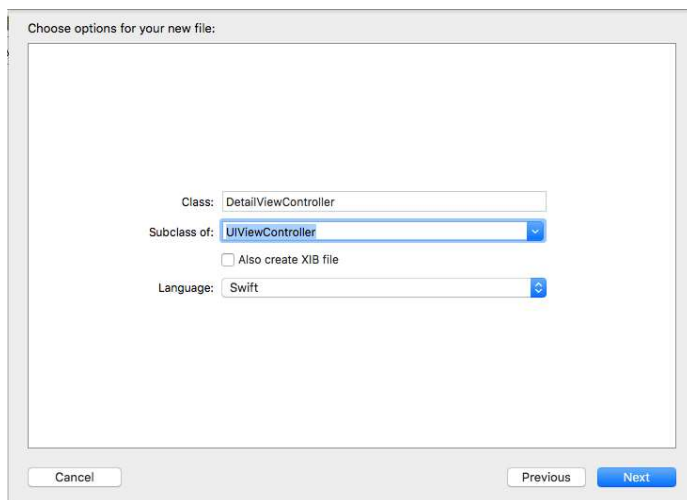 Choose options for your new file:
Class: DetailViewController
Subclass of: UIViewController
Also create XIB file
Language: Swift
Cancel Previous Next